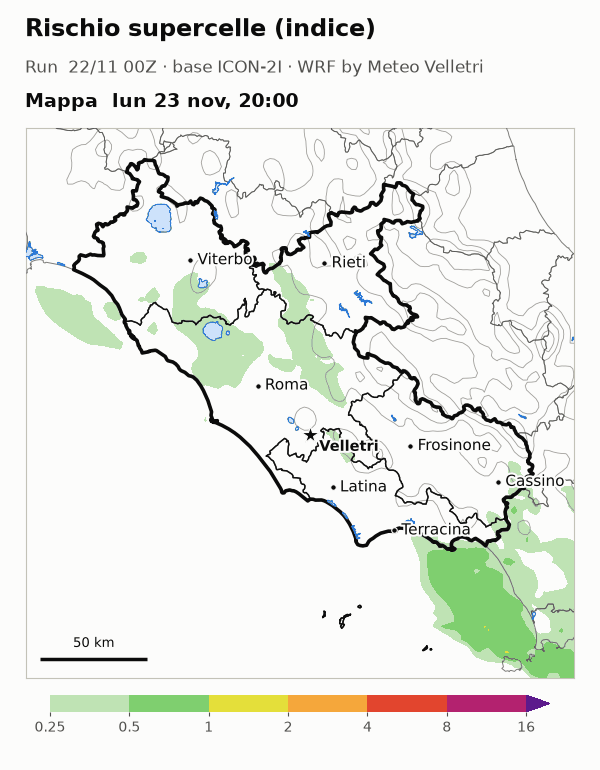 Rischio supercelle (indice)
Run  22/11 00Z · base ICON-2I · WRF by Meteo Velletri
Mappa  lun 23 nov, 20:00
Viterbo
Rieti
Roma
Velletri
Frosinone
Latina
Cassino
Terracina
50 km
0.25 0.5 1 2 4 8 16